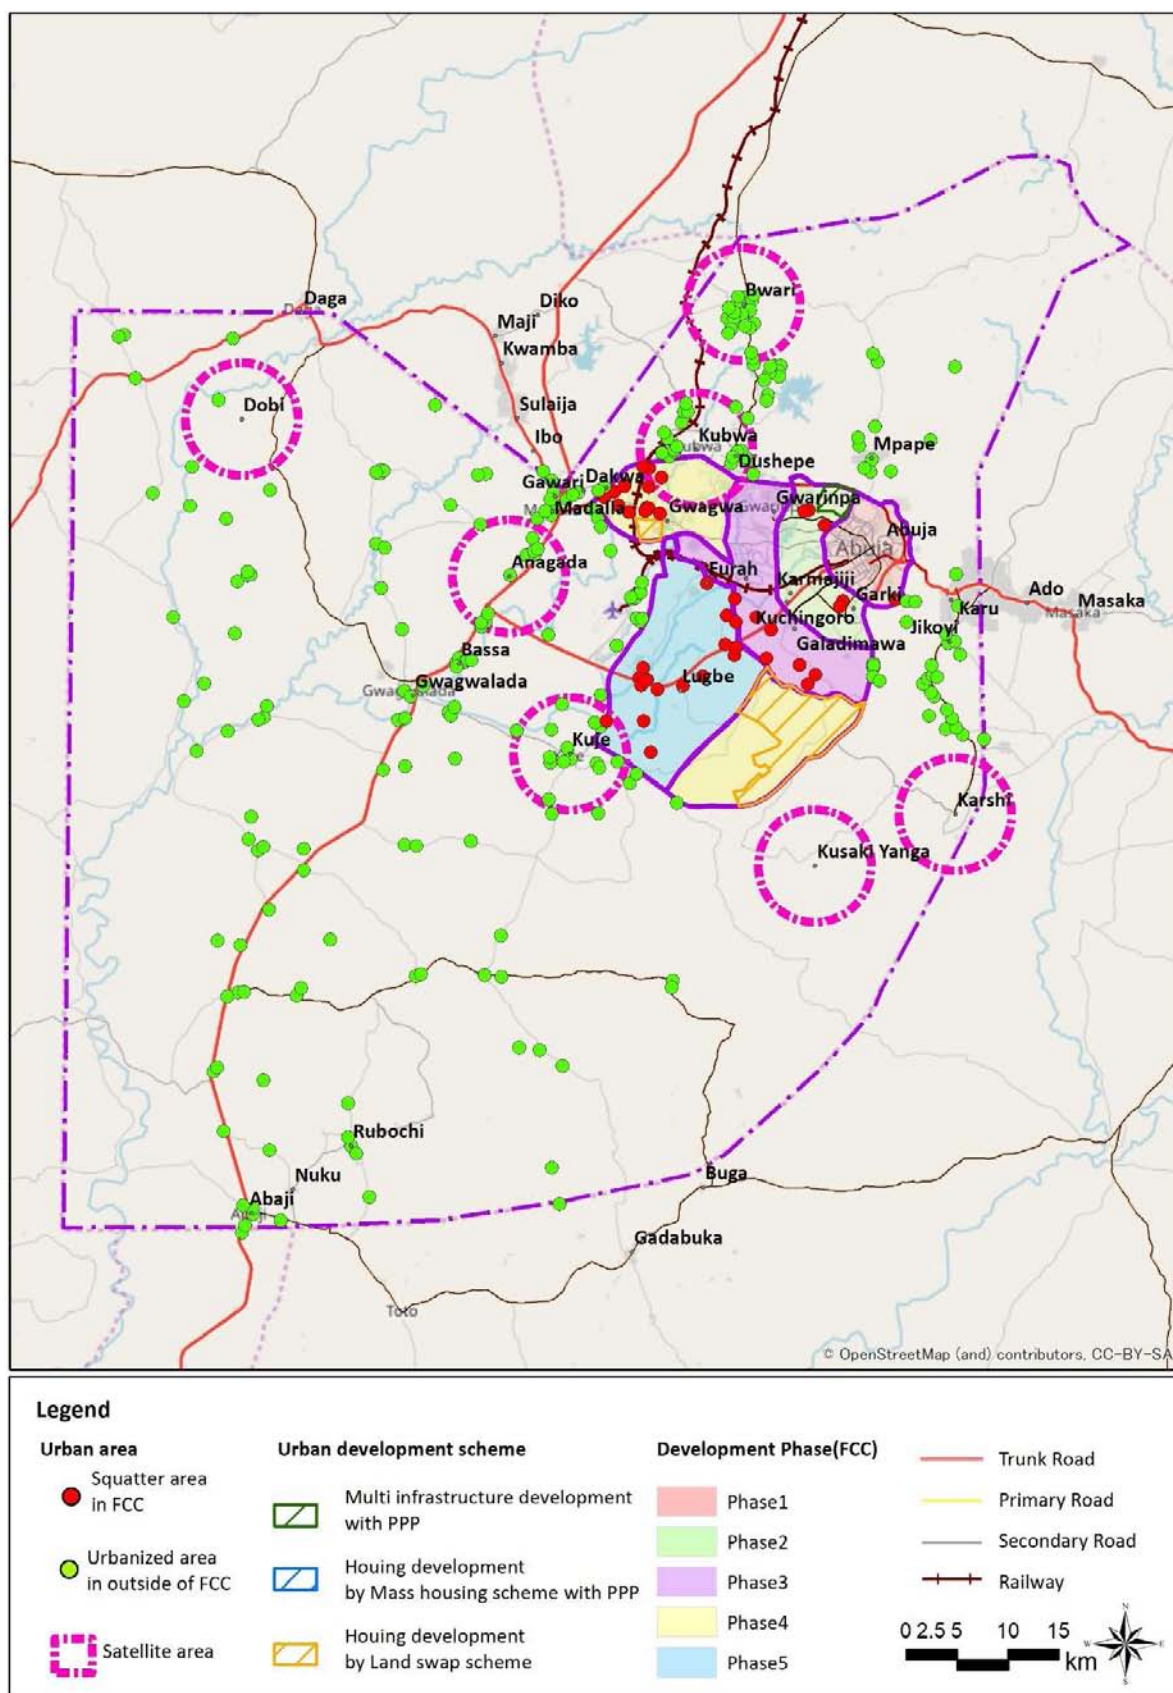 Daga
Diko
Maji
Kwamba
Bwari
Dobi
Sulaija
Ibo
Kubwa
Mpape
Dushepe
Gawari
Dakwa
Gwarinpa
Madalla
Gwagwa
Abuja
Abuja
Anagada
Furah
Karmajiji
Garki
Ado
Masaka
Masaka
Karu
Kuchingoro
Jikoyi
Galadimawa
Bassa
Gwagwalada
Lugbe
Kuje
Karshi
Kusaki Yanga
Rubochi
Nuku
Buga
Abaji
Gadabuka
Toto
© OpenStreetMap (and) contributors, CC-BY-SA
Legend
Urban area
Squatter area
in FCC
Urbanized area
in outside of FCC
Satellite area
Urban development scheme
Multi infrastructure development
with PPP
Houing development
by Mass housing scheme with PPP
Houing development
by Land swap scheme
Development Phase(FCC)
Phase1
Phase2
Phase3
Phase4
Phase5
Trunk Road
Primary Road
Secondary Road
Railway
0 2.5 5 10 15
km
N
W E
S